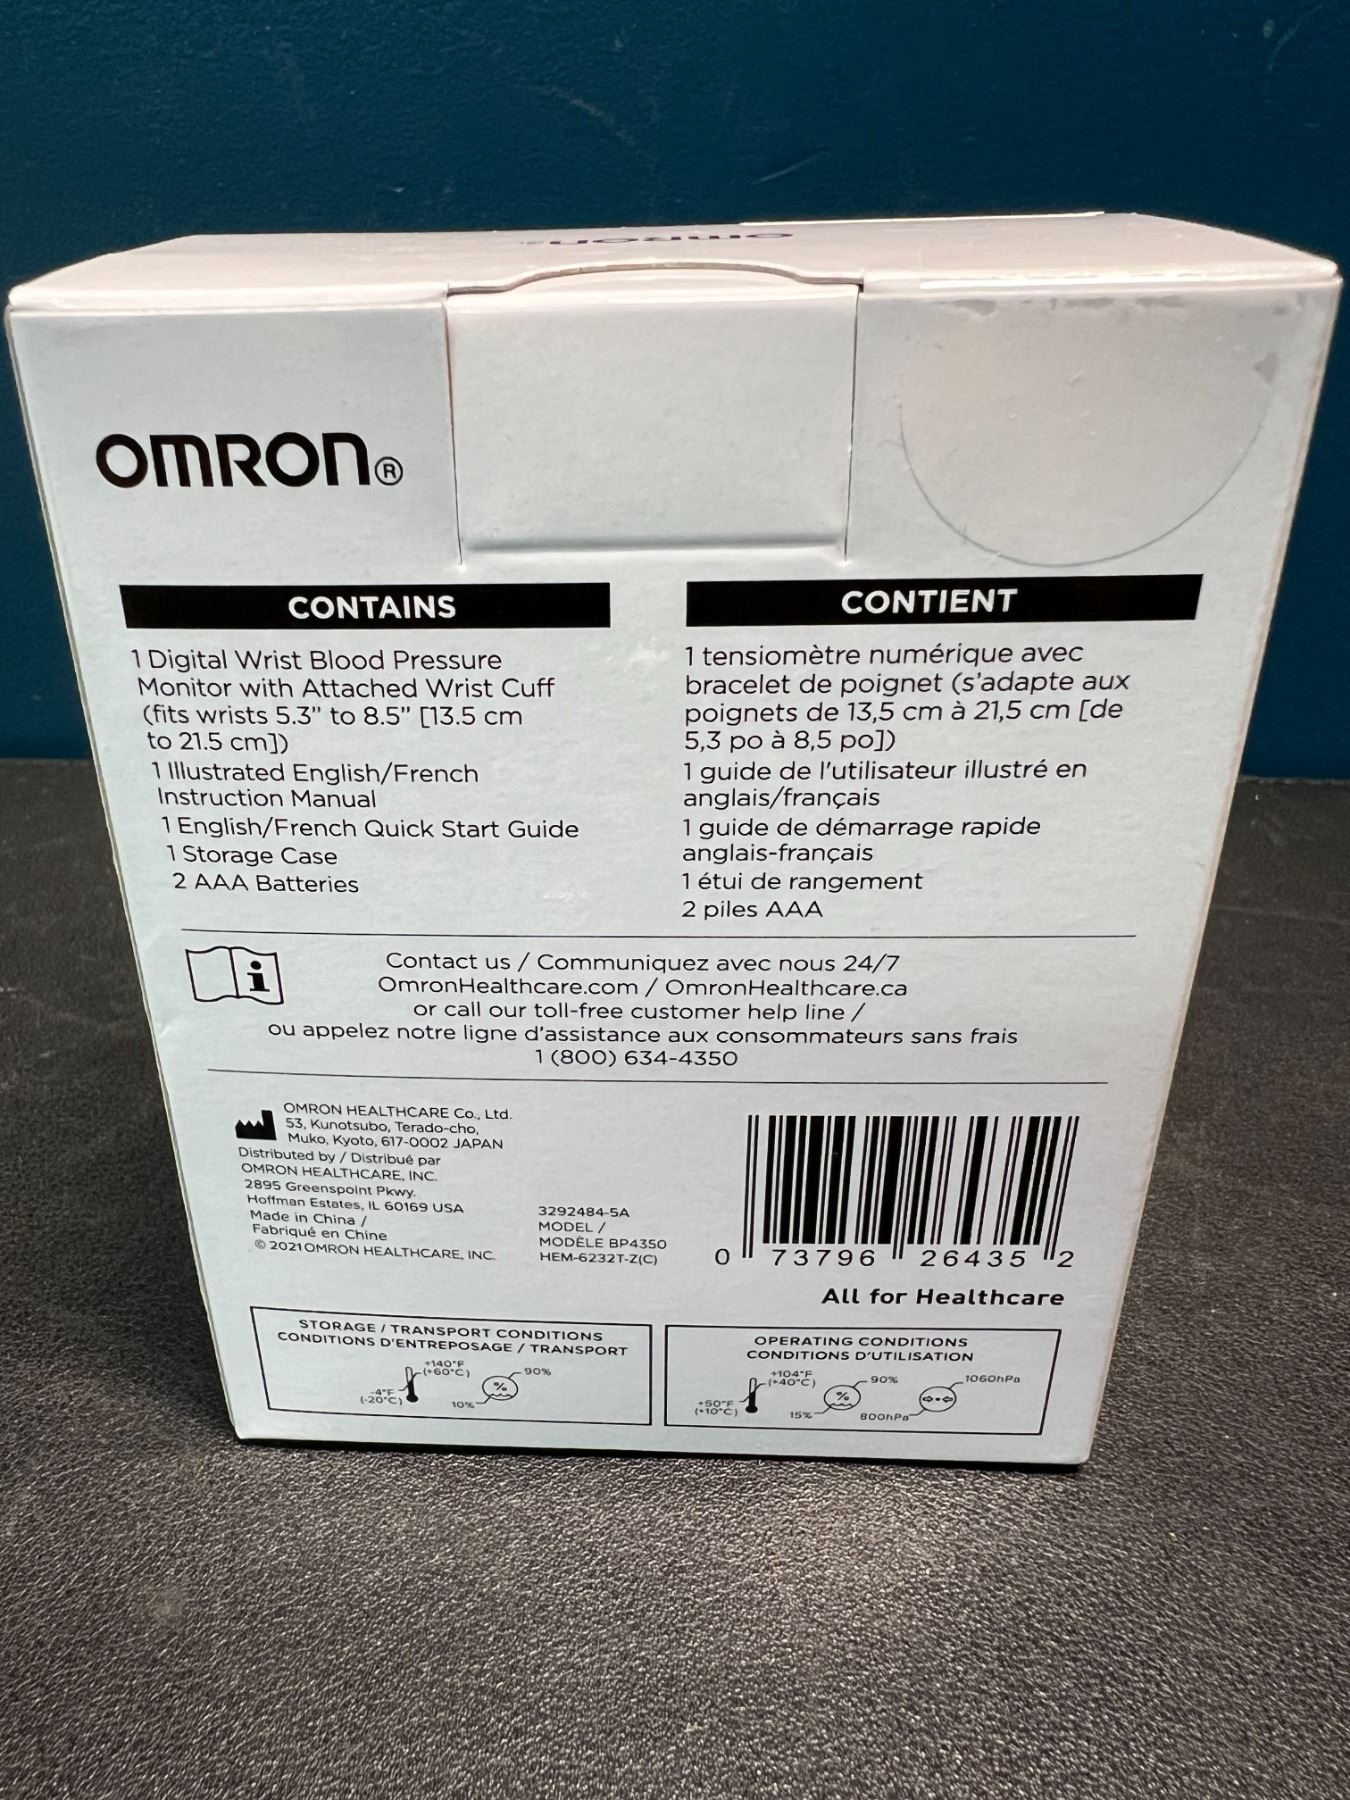 OMRON
OMRON®
CONTAINS
1 Digital Wrist Blood Pressure
Monitor with Attached Wrist Cuff
(fits wrists 5.3" to 8.5" [13.5 cm
to 21.5 cm])
1 Illustrated English/French
Instruction Manual
1 English/French Quick Start Guide
1 Storage Case
2 AAA Batteries
CONTIENT
1 tensiomètre numérique avec
bracelet de poignet (s'adapte aux
poignets de 13,5 cm à 21,5 cm [de
5,3 po à 8,5 po])
1 guide de l'utilisateur illustré en
anglais/français
1 guide de démarrage rapide
anglais-français
1 étui de rangement
2 piles AAA
Contact us / Communiquez avec nous 24/7
OmronHealthcare.com / OmronHealthcare.ca
or call our toll-free customer help line /
ou appelez notre ligne d'assistance aux consommateurs sans frais
1 (800) 634-4350
OMRON HEALTHCARE Co., Ltd.
53, Kunotsubo, Terado-cho,
Muko, Kyoto, 617-0002 JAPAN
Distributed by / Distribué par
OMRON HEALTHCARE, INC.
2895 Greenspoint Pkwy.
Hoffman Estates, IL 60169 USA
Made in China /
Fabriqué en Chine
© 2021 OMRON HEALTHCARE, INC.
3292484-5A
MODEL /
MODÈLE BP4350
HEM-6232T-Z(C)
0 73796 26435 2
All for Healthcare
STORAGE / TRANSPORT CONDITIONS
CONDITIONS D'ENTREPOSAGE / TRANSPORT
+140°F
(+60°C)
-4°F
(-20°C)
90%
%
10%
OPERATING CONDITIONS
CONDITIONS D'UTILISATION
+104°F
(+40°C)
+50°F
(+10°C)
90%
%
15%
1060hPa
800hPa